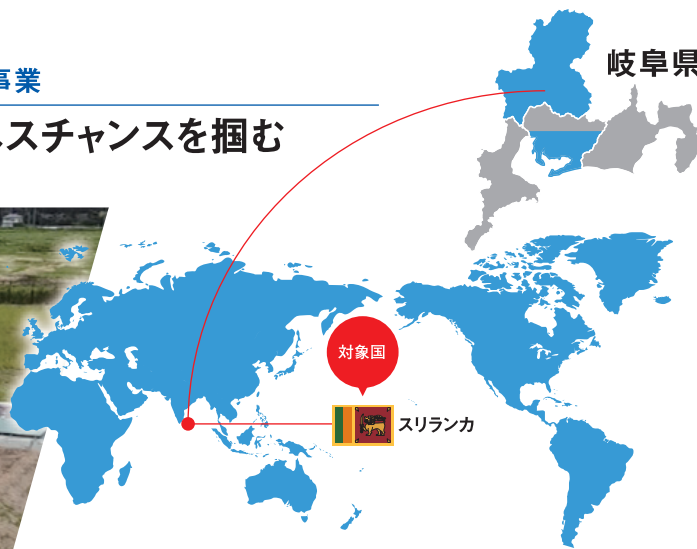 事業
スチャンスを掴む
岐阜県
対象国
スリランカ